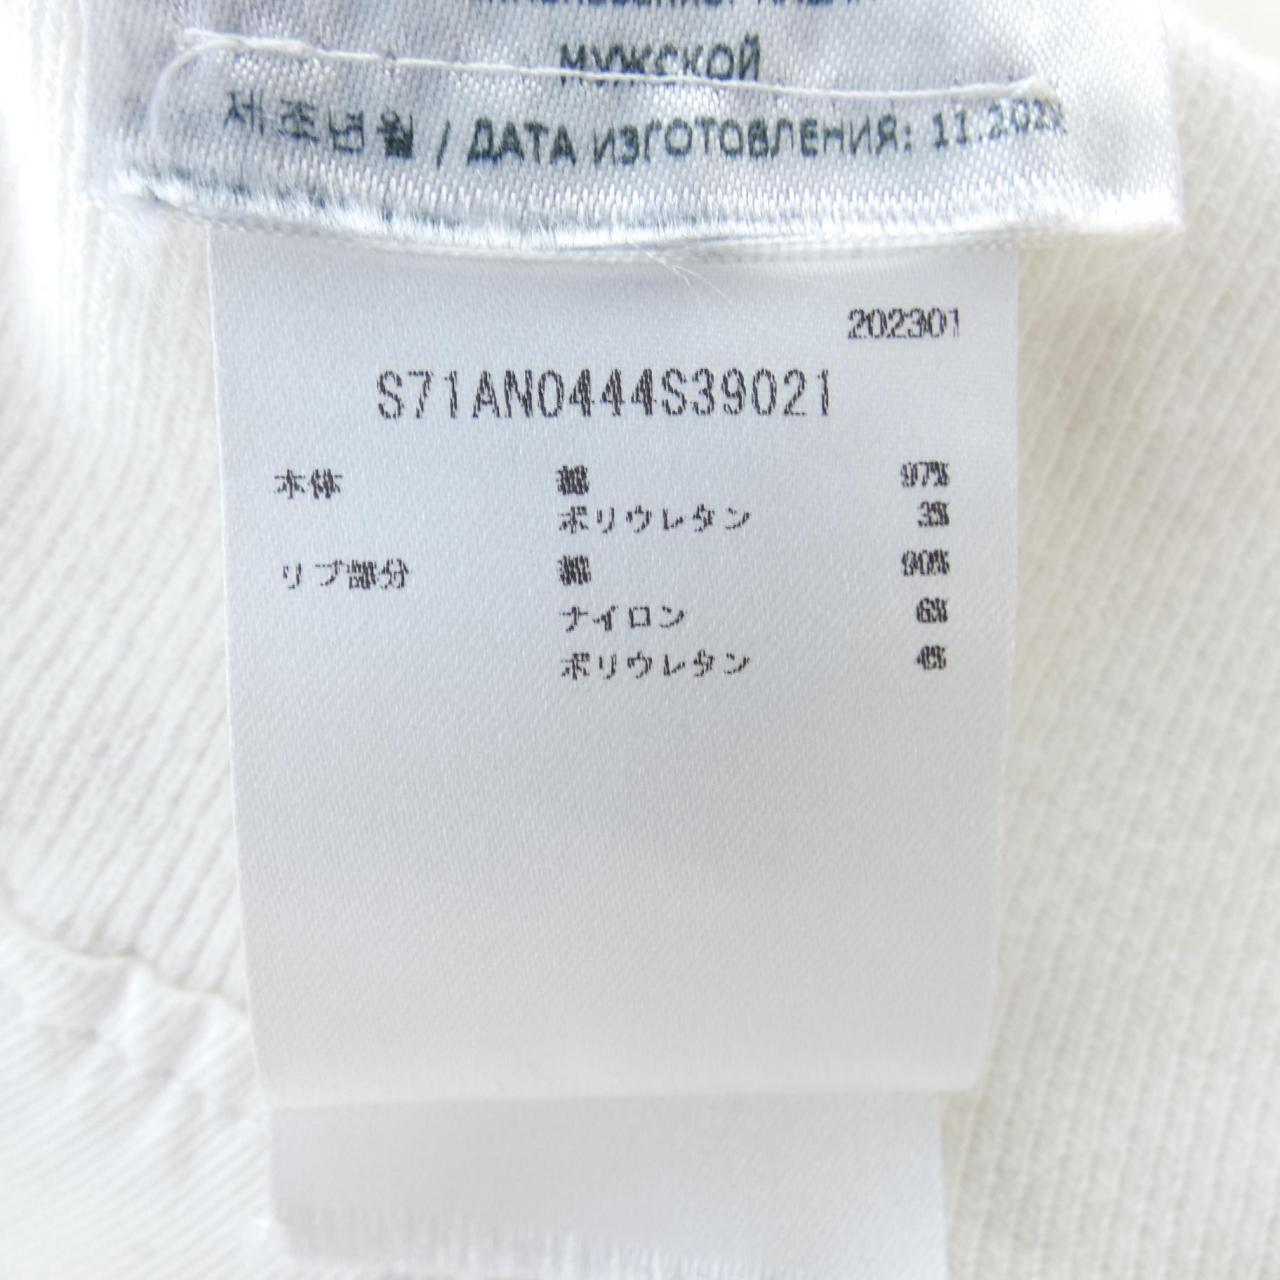 МУЖСКОЙ
제조년월 / ДАТА ИЗГОТОВЛЕНИЯ:
202301
S71AN0444S39021
本体 綿 97%
ポリウレタン 3%
リブ部分 綿 90%
ナイロン 6%
ポリウレタン 4%